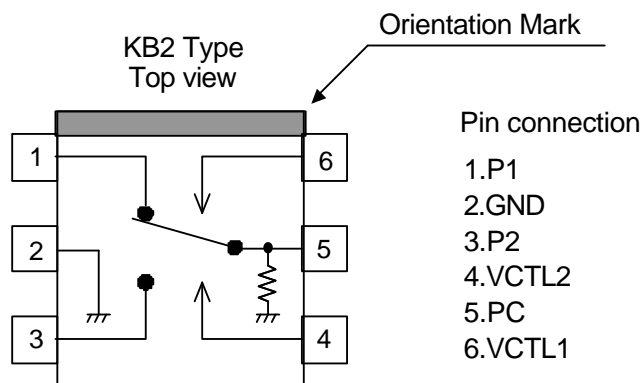 Orientation Mark
KB2 Type
Top view
Pin connection
1
6
2
5
3
4
1.P1
2.GND
3.P2
4.VCTL2
5.PC
6.VCTL1